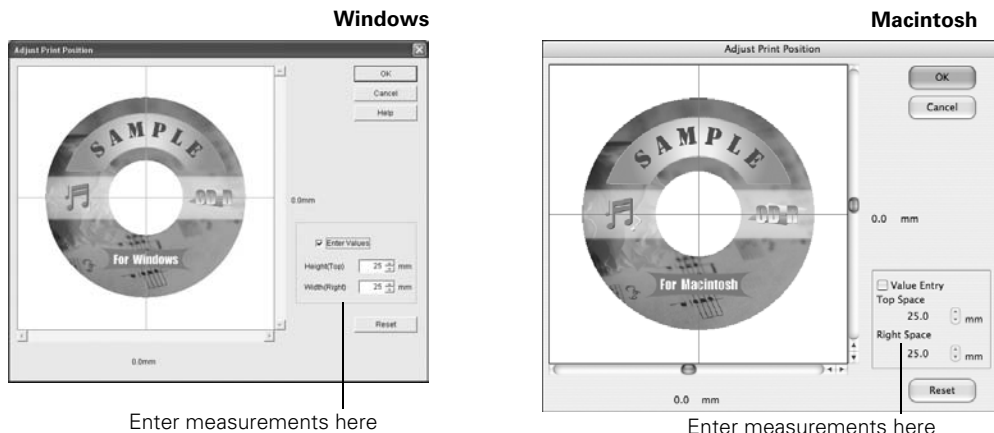 Windows
Adjust Print Position
SAMPLE
CD-R
For Windows
OK
Cancel
Help
0.0mm
Enter Values
Height(Top) 25 mm
Width(Right) 25 mm
Reset
0.0mm
Enter measurements here
Macintosh
Adjust Print Position
SAMPLE
CD-R
For Macintosh
OK
Cancel
0.0 mm
Value Entry
Top Space
25.0 mm
Right Space
25.0 mm
Reset
0.0 mm
Enter measurements here